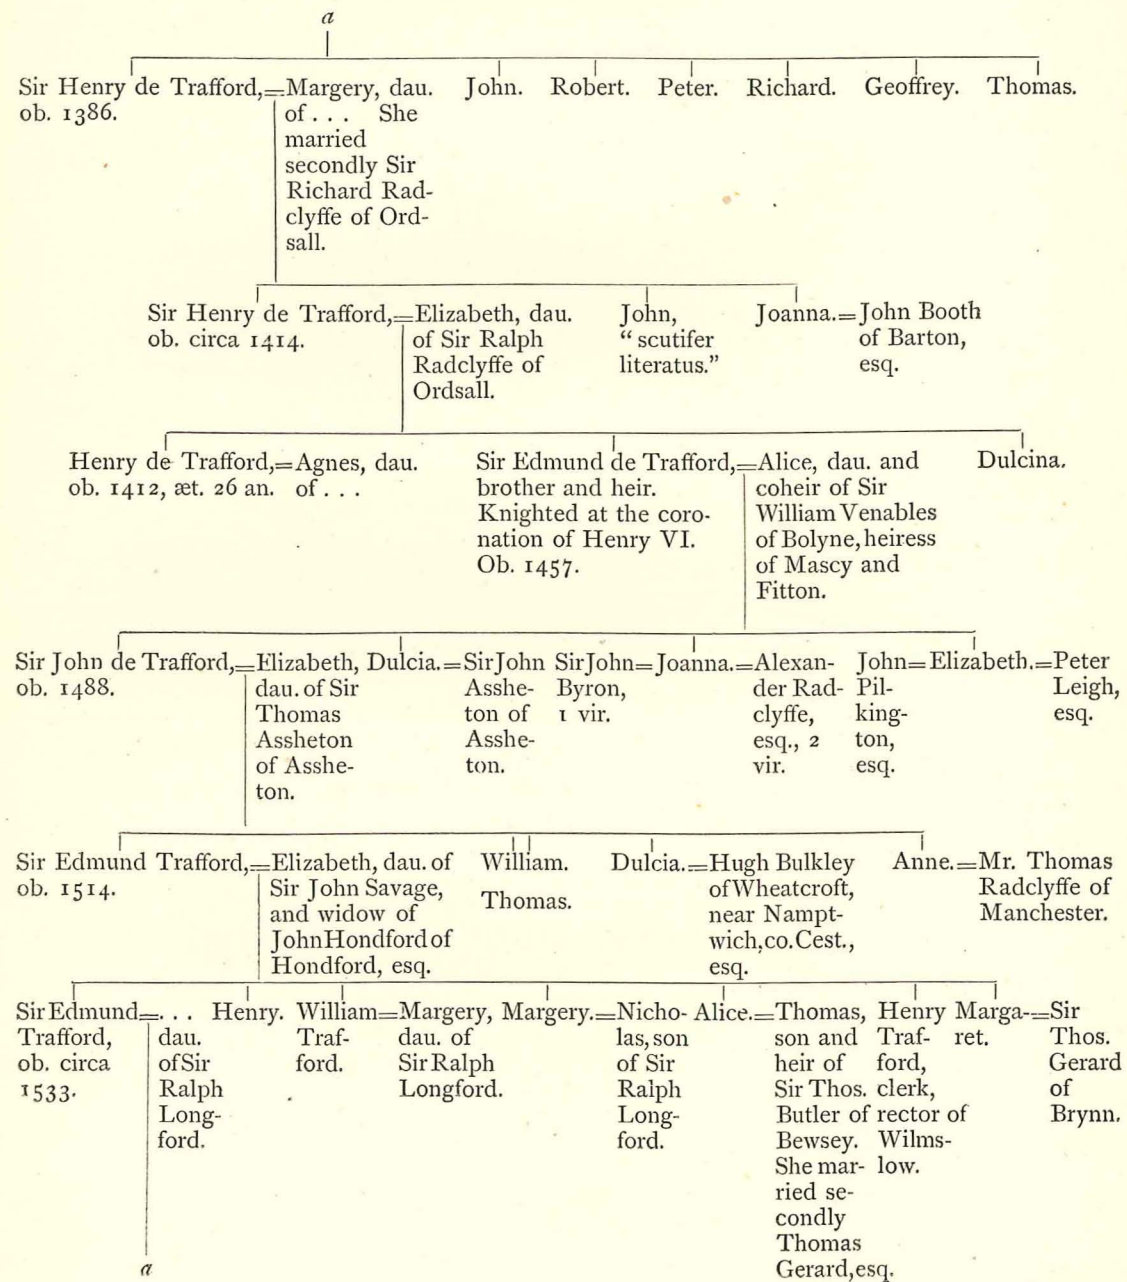 a
Sir Henry de Trafford,=Margery, dau. John. Robert. Peter. Richard. Geoffrey. Thomas.
ob. 1386. of . . . She
married
secondly Sir
Richard Rad-
clyffe of Ord-
sall.
Sir Henry de Trafford,=Elizabeth, dau. John, Joanna.=John Booth
ob. circa 1414. of Sir Ralph “ scutifer of Barton,
Radclyffe of literatus.” esq.
Ordsall.
Henry de Trafford,=Agnes, dau. Sir Edmund de Trafford,=Alice, dau. and Dulcina.
ob. 1412, æt. 26 an. of . . . brother and heir. coheir of Sir
Knighted at the coro- William Venables
nation of Henry VI. of Bolyne, heiress
Ob. 1457. of Mascy and
Fitton.
Sir John de Trafford,=Elizabeth, Dulcia.=Sir John Sir John=Joanna.=Alexan- John=Elizabeth.=Peter
ob. 1488. dau. of Sir Asshe- Byron, der Rad- Pil- Leigh,
Thomas ton of 1 vir. clyffe, king- esq.
Assheton Asshe- esq., 2 ton,
of Asshe- ton. vir. esq.
ton.
Sir Edmund Trafford,=Elizabeth, dau. of William. Dulcia.=Hugh Bulkley Anne.=Mr. Thomas
ob. 1514. Sir John Savage, Thomas. of Wheatcroft, Radclyffe of
and widow of near Nampt- Manchester.
John Hondford of wich, co. Cest.,
Hondford, esq. esq.
Sir Edmund=. . . Henry. William=Margery, Margery.=Nicho- Alice.=Thomas, Henry Marga-=Sir
Trafford, dau. Traf- dau. of las, son son and Traf- ret. Thos.
ob. circa of Sir ford. Sir Ralph of Sir heir of ford, Gerard
1533. Ralph Longford. Ralph Sir Thos. clerk, of
Long- Long- Butler of rector of Brynn.
ford. ford. Bewsey. Wilms-
She mar- low.
ried se-
condly
Thomas
a Gerard, esq.